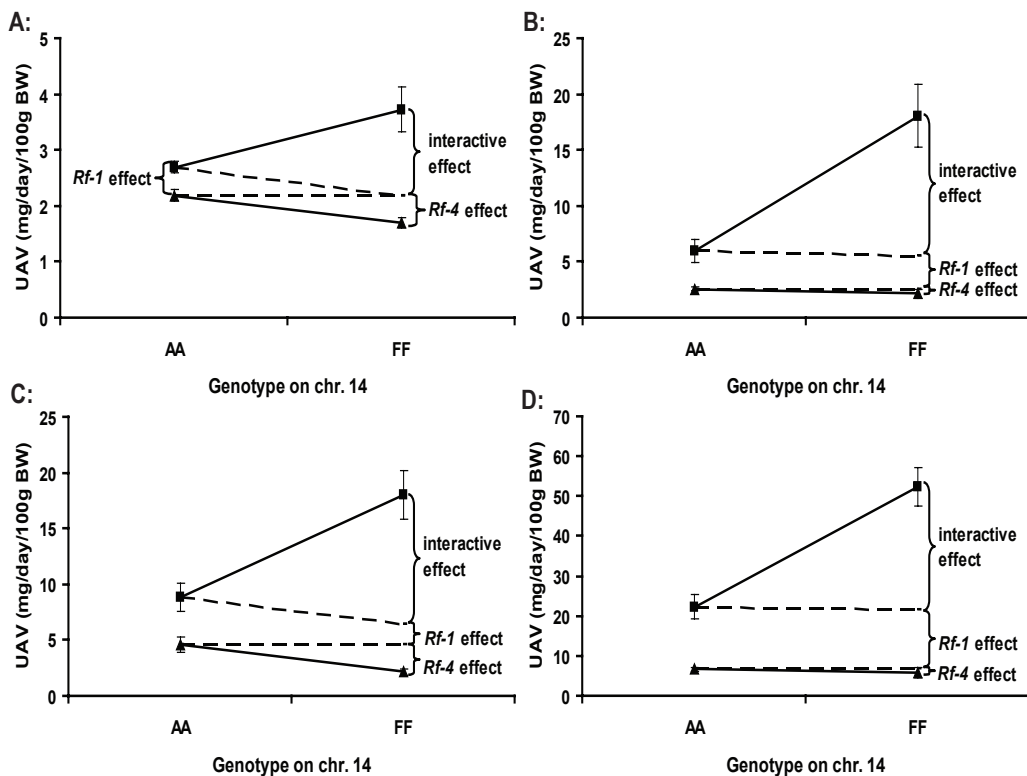 A:
5
4
3
2
1
0
UAV (mg/day/100g BW)
Rf-1 effect
interactive
effect
Rf-4 effect
AA
FF
Genotype on chr. 14
B:
25
20
15
10
5
0
UAV (mg/day/100g BW)
interactive
effect
Rf-1 effect
Rf-4 effect
AA
FF
Genotype on chr. 14
C:
25
20
15
10
5
0
UAV (mg/day/100g BW)
interactive
effect
Rf-1 effect
Rf-4 effect
AA
FF
Genotype on chr. 14
D:
70
60
50
40
30
20
10
0
UAV (mg/day/100g BW)
interactive
effect
Rf-1 effect
Rf-4 effect
AA
FF
Genotype on chr. 14